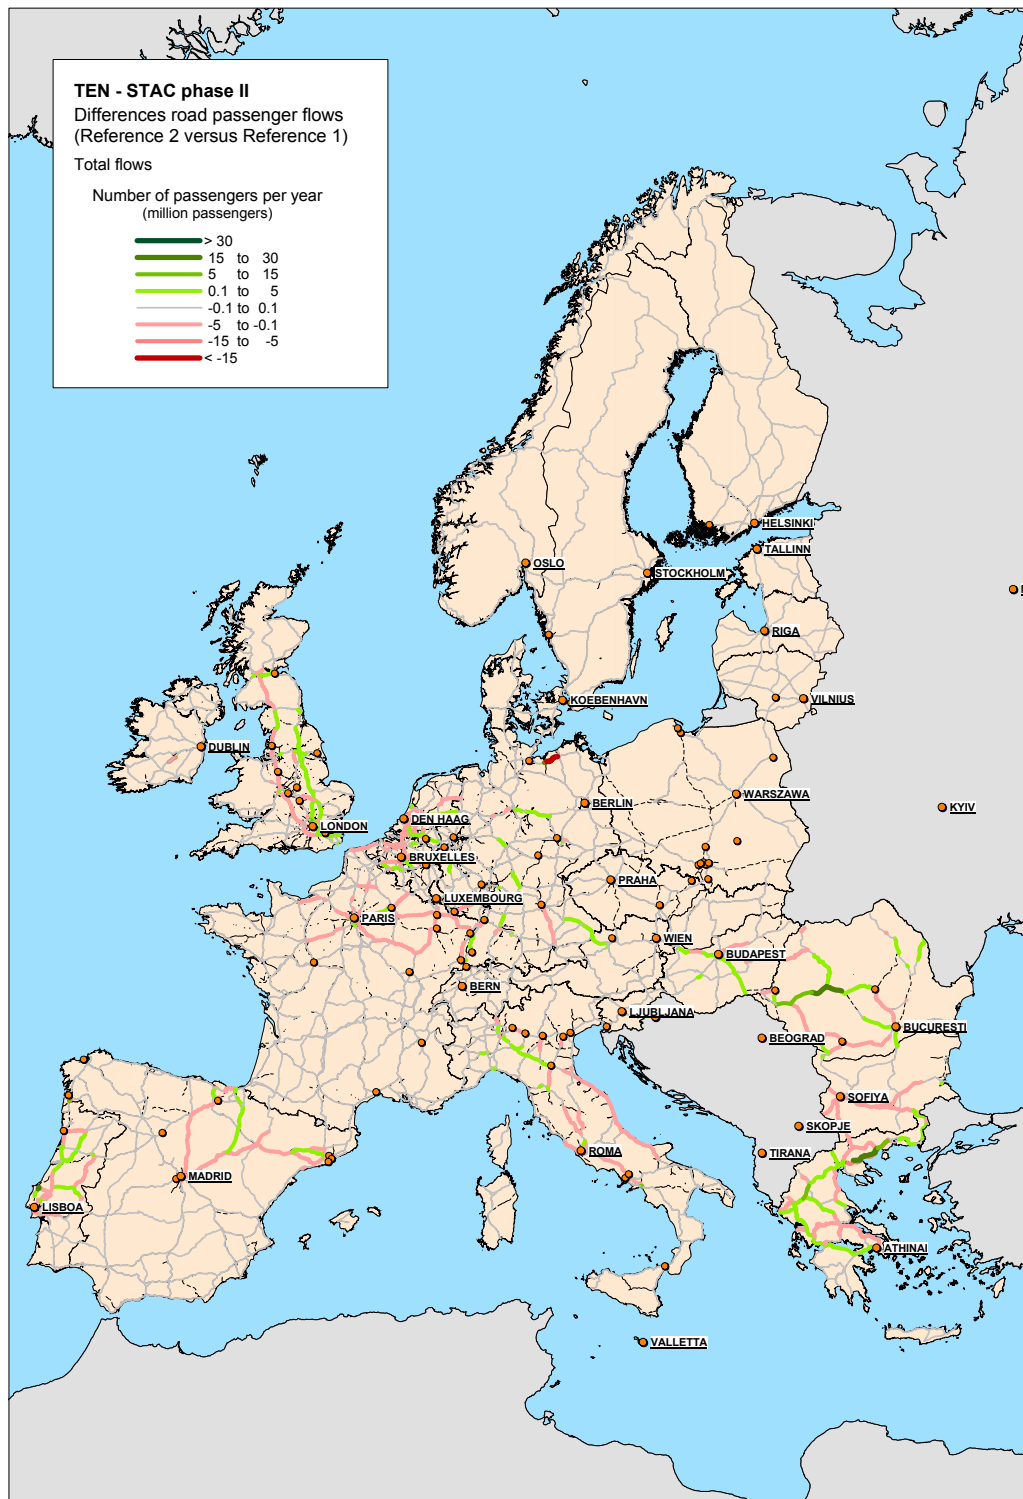 TEN - STAC phase II
Differences road passenger flows
(Reference 2 versus Reference 1)
Total flows
Number of passengers per year
(million passengers)
> 30
15 to 30
5 to 15
0.1 to 5
-0.1 to 0.1
-5 to -0.1
-15 to -5
< -15
HELSINKI
TALLINN
OSLO
STOCKHOLM
RIGA
KOEBENHAVN
VILNIUS
DUBLIN
WARSZAWA
BERLIN
KYIV
DEN HAAG
LONDON
BRUXELLES
PRAHA
LUXEMBOURG
PARIS
WIEN
BUDAPEST
BERN
LJUBLJANA
BUCURESTI
BEOGRAD
SOFIYA
SKOPJE
ROMA
TIRANA
MADRID
LISBOA
ATHINAI
VALLETTA